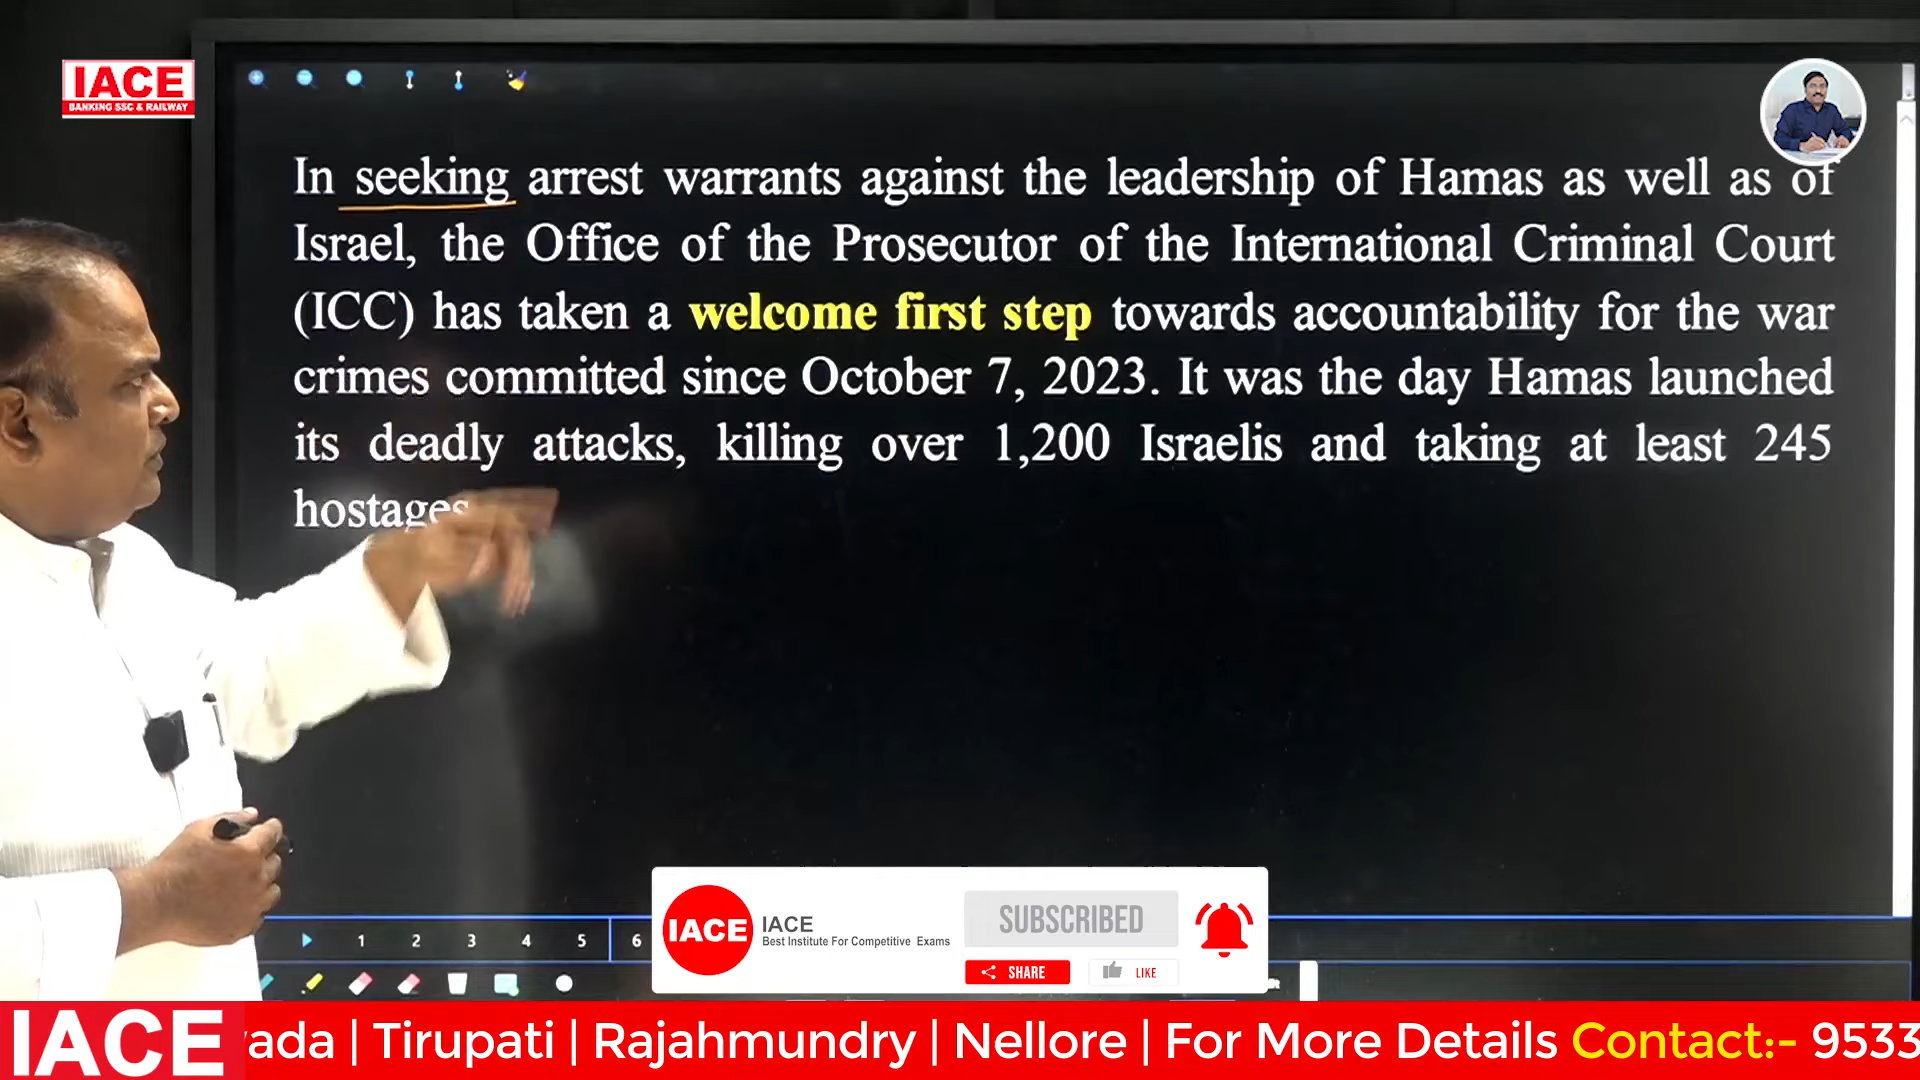 IACE
BANKING SSC & RAILWAY
In seeking arrest warrants against the leadership of Hamas as well as of
Israel, the Office of the Prosecutor of the International Criminal Court
(ICC) has taken a welcome first step towards accountability for the war
crimes committed since October 7, 2023. It was the day Hamas launched
its deadly attacks, killing over 1,200 Israelis and taking at least 245
hostages
1 2 3 4 5 6
IACE
IACE
Best Institute For Competitive Exams
SUBSCRIBED
SHARE
LIKE
IACE
vada | Tirupati | Rajahmundry | Nellore | For More Details Contact:- 9533